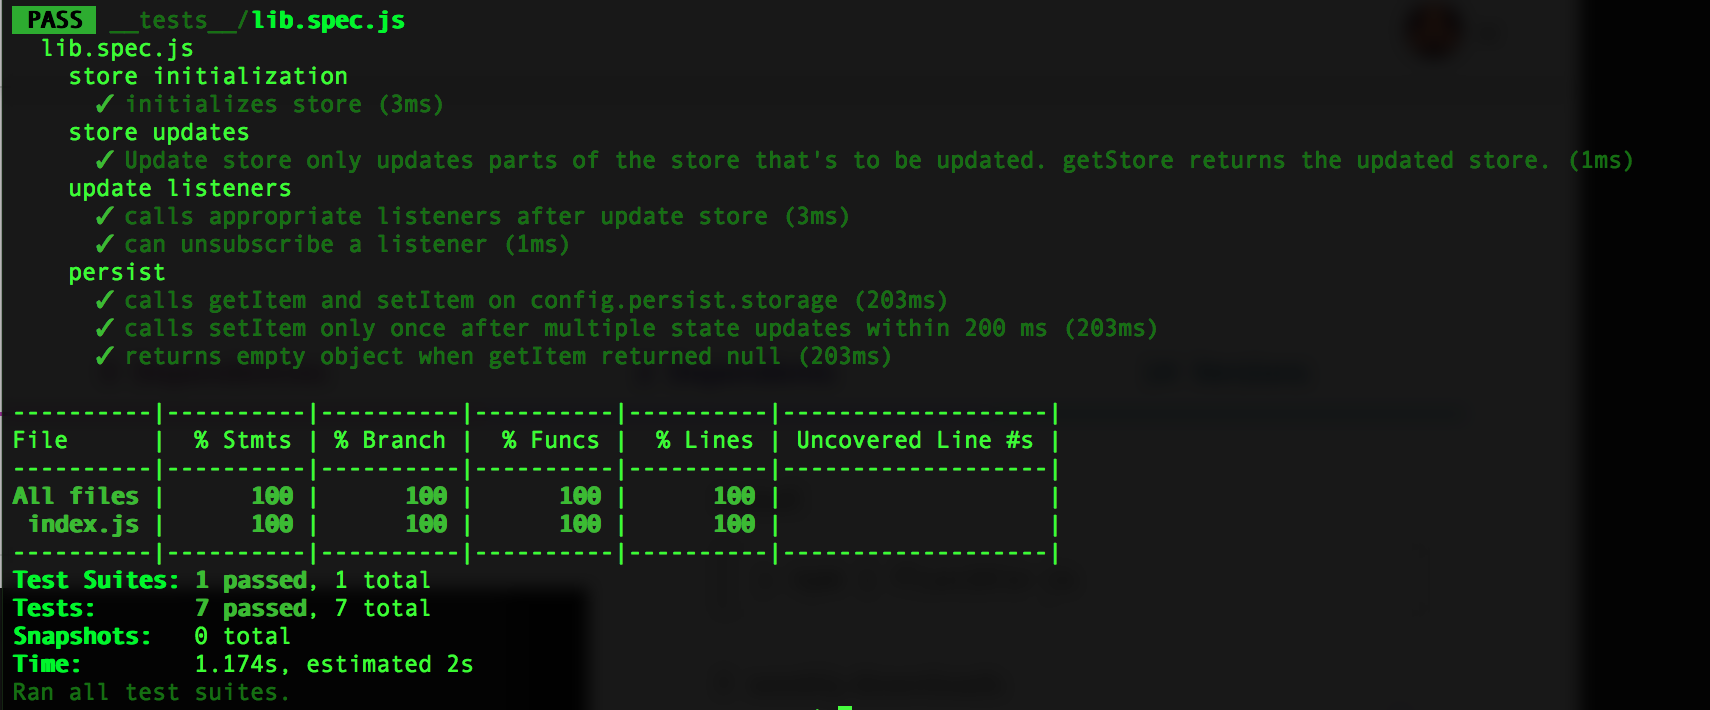 PASS __tests__/lib.spec.js
lib.spec.js
store initialization
✓ initializes store (3ms)
store updates
✓ Update store only updates parts of the store that's to be updated. getStore returns the updated store. (1ms)
update listeners
✓ calls appropriate listeners after update store (3ms)
✓ can unsubscribe a listener (1ms)
persist
✓ calls getItem and setItem on config.persist.storage (203ms)
✓ calls setItem only once after multiple state updates within 200 ms (203ms)
✓ returns empty object when getItem returned null (203ms)
----------|----------|----------|----------|----------|-------------------|
File | % Stmts | % Branch | % Funcs | % Lines | Uncovered Line #s |
----------|----------|----------|----------|----------|-------------------|
All files | 100 | 100 | 100 | 100 | |
index.js | 100 | 100 | 100 | 100 | |
----------|----------|----------|----------|----------|-------------------|
Test Suites: 1 passed, 1 total
Tests: 7 passed, 7 total
Snapshots: 0 total
Time: 1.174s, estimated 2s
Ran all test suites.